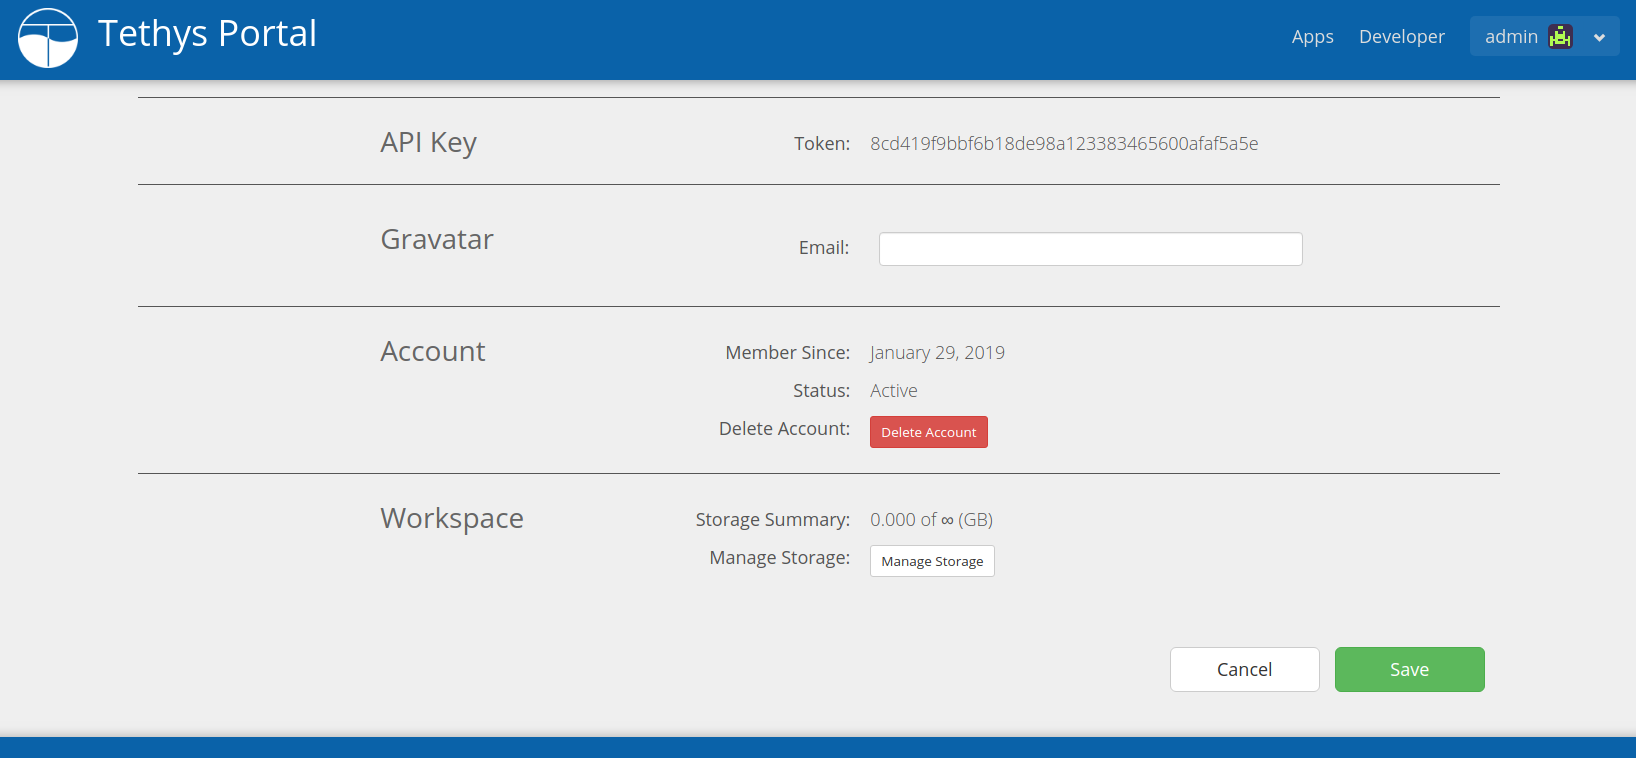 Tethys Portal
Apps Developer admin
API Key Token: 8cd419f9bbf6b18de98a123383465600afaf5a5e
Gravatar Email:
Account Member Since: January 29, 2019
Status: Active
Delete Account: Delete Account
Workspace Storage Summary: 0.000 of ∞ (GB)
Manage Storage: Manage Storage
Cancel Save